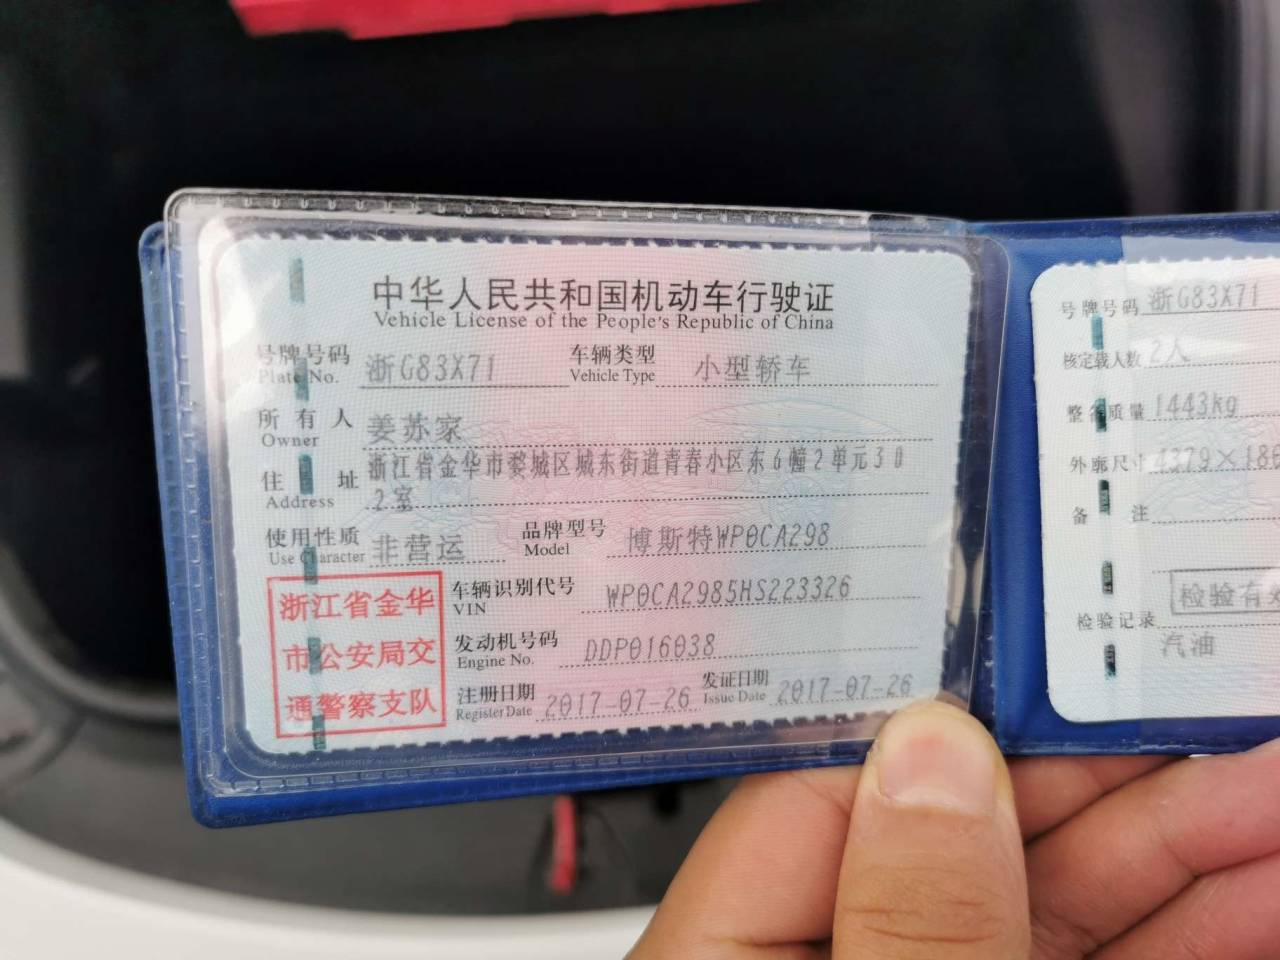 中华人民共和国机动车行驶证
Vehicle License of the People's Republic of China
号牌号码 浙G83X71 车辆类型 小型轿车
Plate No. Vehicle Type
所有人 姜苏家
Owner
住址 浙江省金华市婺城区城东街道青春小区东6幢2单元30
Address 2室
使用性质 非营运 品牌型号 博斯特WP0CA298
Use Character Model
浙江省金华
市公安局交
通警察支队
车辆识别代号 WP0CA2985HS223326
VIN
发动机号码 DDP016038
Engine No.
注册日期 2017-07-26 发证日期 2017-07-26
Register Date Issue Date
号牌号码 浙G83X71
核定载人数 2人
整备质量 1443kg
外廓尺寸 4379×186
备注
检验有效
检验记录
汽油